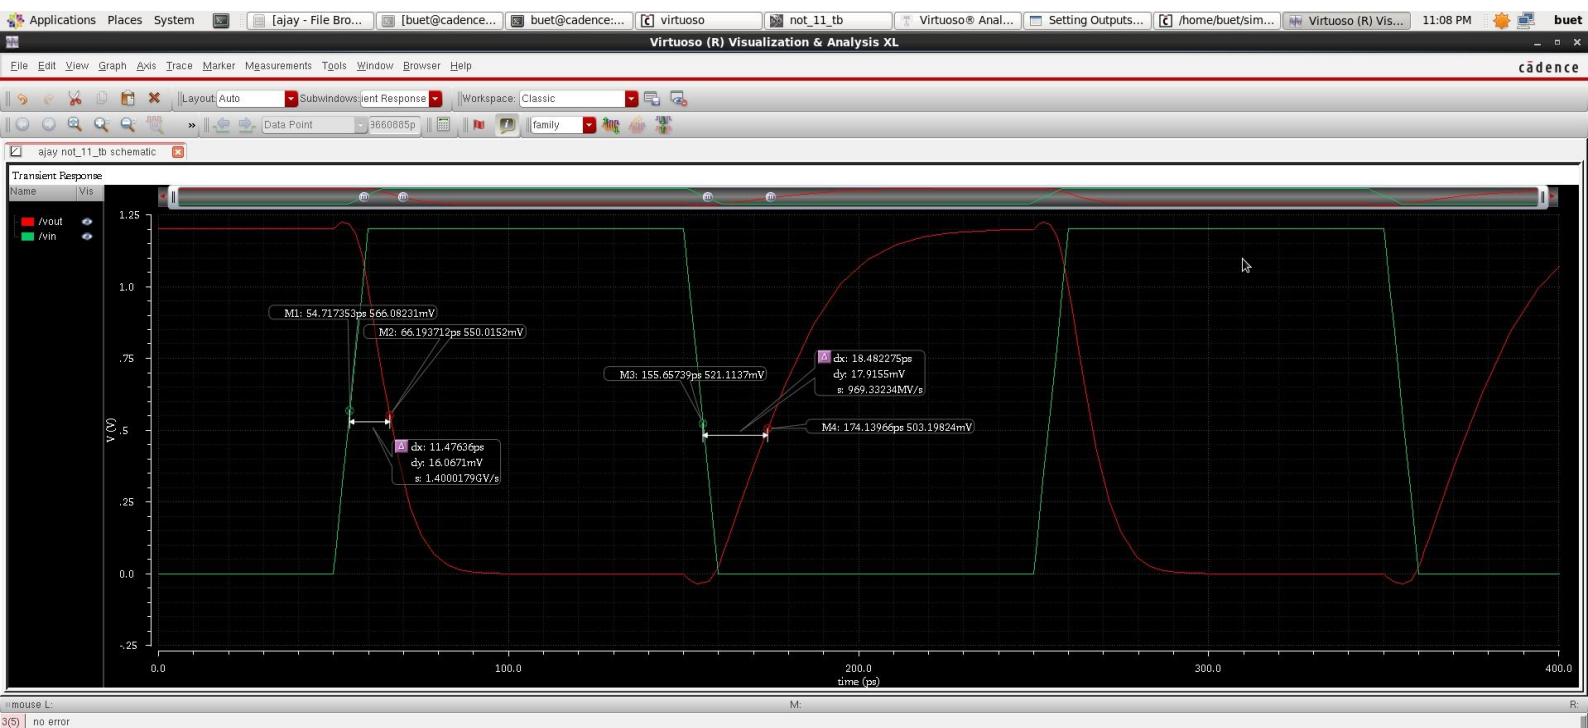 Applications Places System [ajay - File Bro... [buet@cadence... buet@cadence:... virtuoso not_11_tb Virtuoso® Anal... Setting Outputs... /home/buet/sim... Virtuoso (R) Vis... 11:08 PM buet
Virtuoso (R) Visualization & Analysis XL
File Edit View Graph Axis Trace Marker Measurements Tools Window Browser Help
cādence
Layout: Auto Subwindows: ient Response Workspace: Classic
» Data Point 3660885p family
ajay not_11_tb schematic
Transient Response
Name Vis
/vout
/vin
1.25
1.0
.75
.5
.25
0.0
-.25
V (V)
M1: 54.717353ps 566.08231mV
M2: 66.193712ps 550.0152mV
dx: 11.47636ps
dy: 16.0671mV
s: 1.4000179GV/s
M3: 155.65739ps 521.1137mV
dx: 18.482275ps
dy: 17.9155mV
s: 969.33234MV/s
M4: 174.13966ps 503.19824mV
0.0 100.0 200.0 300.0 400.0
time (ps)
mouse L: M: R:
3(5) no error